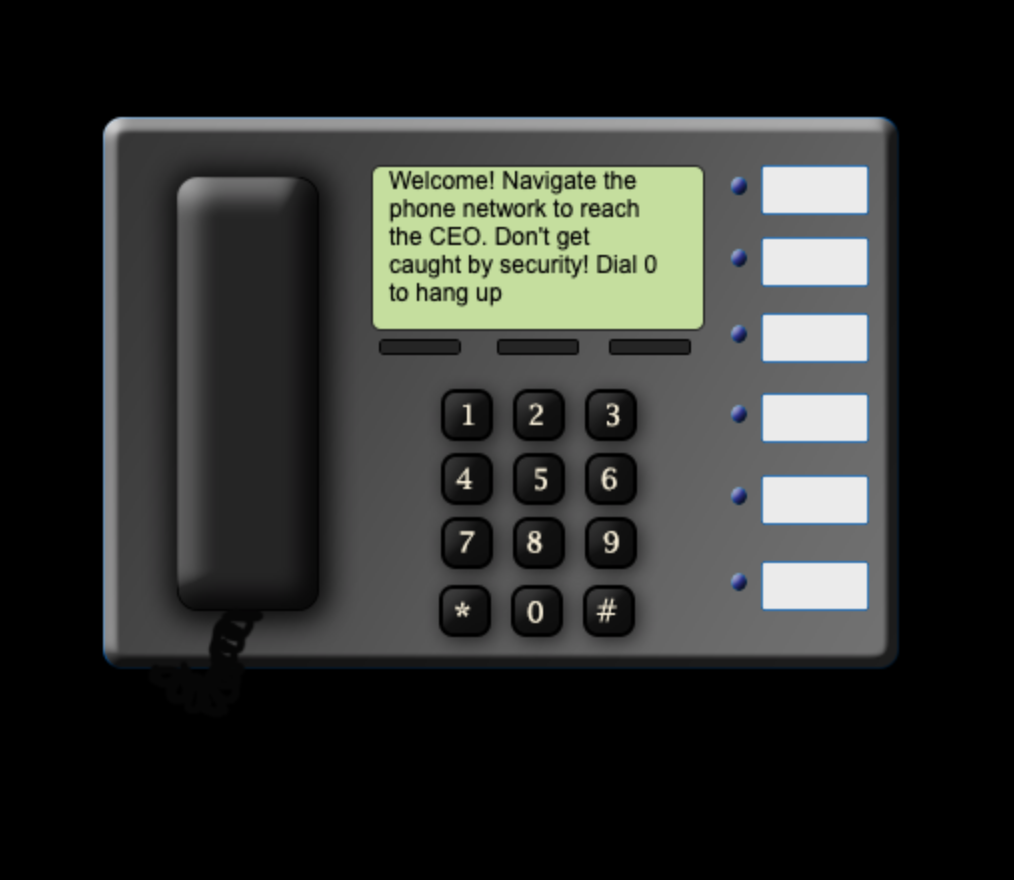 Welcome! Navigate the
phone network to reach
the CEO. Don't get
caught by security! Dial 0
to hang up
1 2 3
4 5 6
7 8 9
* 0 #